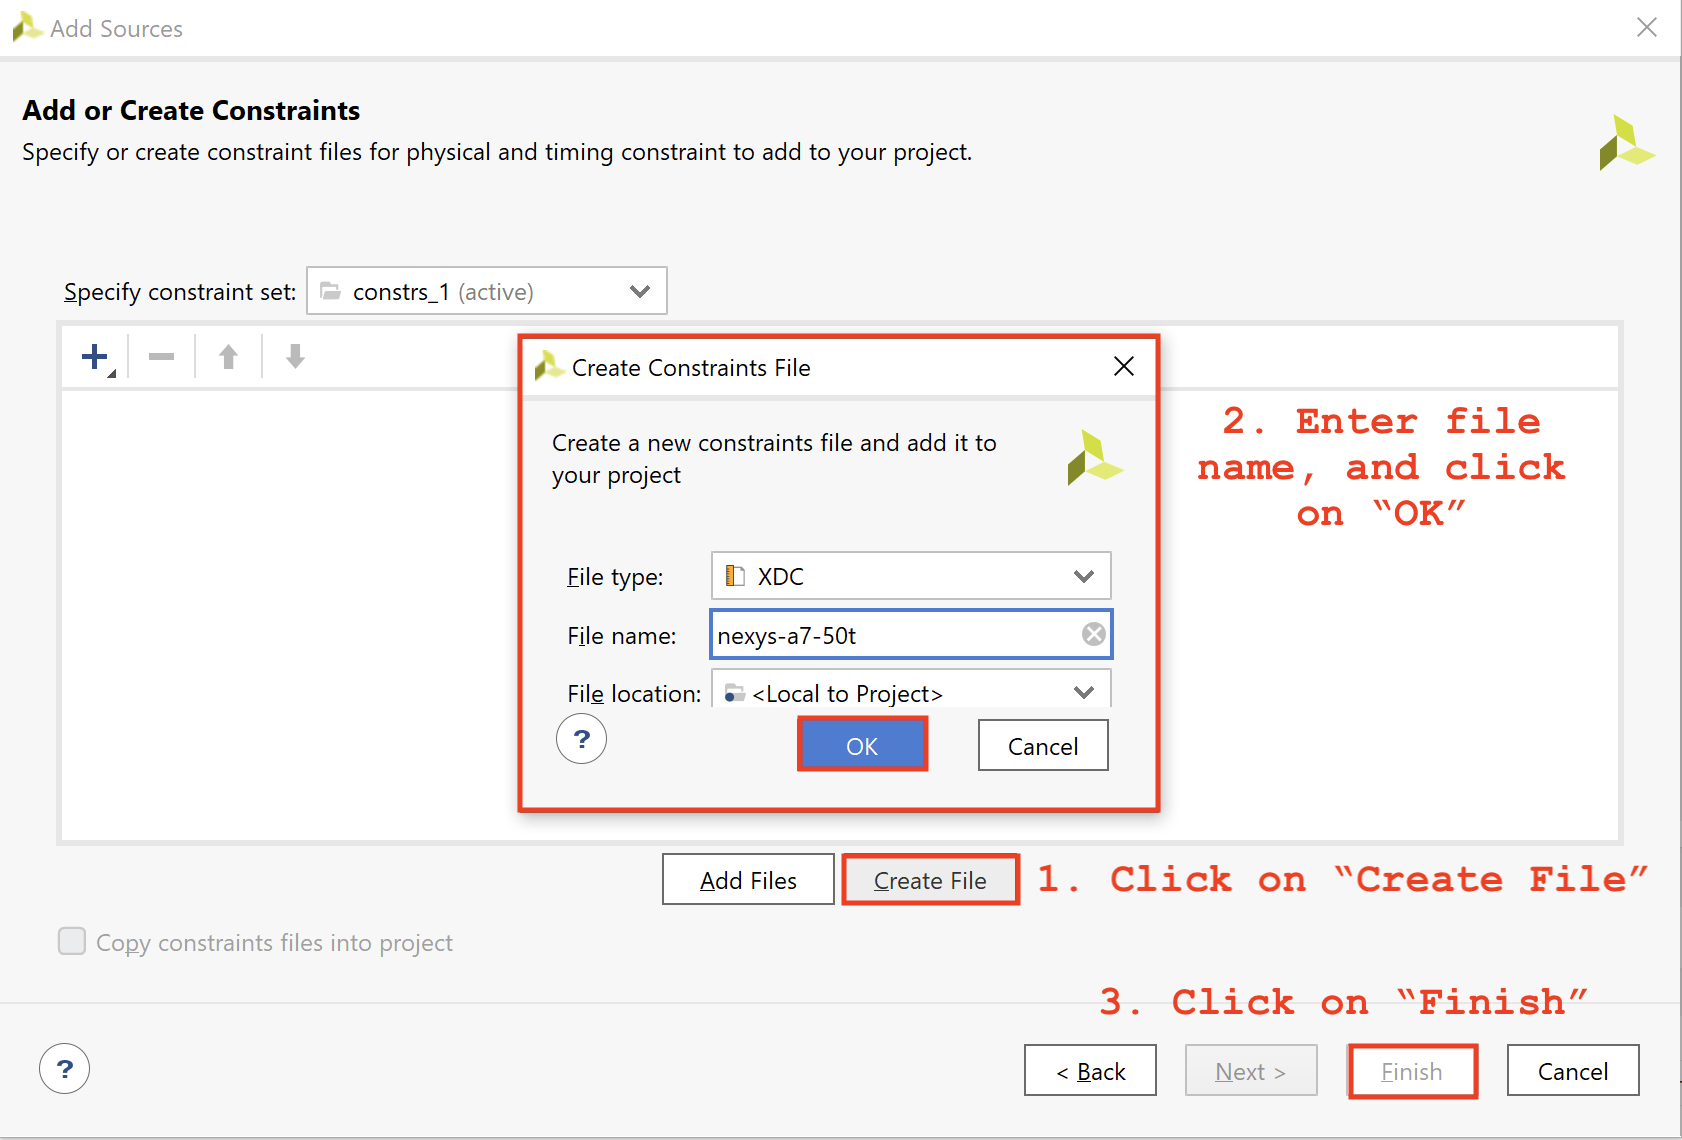 Add Sources
Add or Create Constraints
Specify or create constraint files for physical and timing constraint to add to your project.
Specify constraint set: constrs_1 (active)
Create Constraints File
Create a new constraints file and add it to
your project
File type: XDC
File name: nexys-a7-50t
File location: <Local to Project>
? OK Cancel
2. Enter file
name, and click
on “OK”
Add Files Create File 1. Click on “Create File”
Copy constraints files into project
3. Click on “Finish”
? < Back Next > Finish Cancel